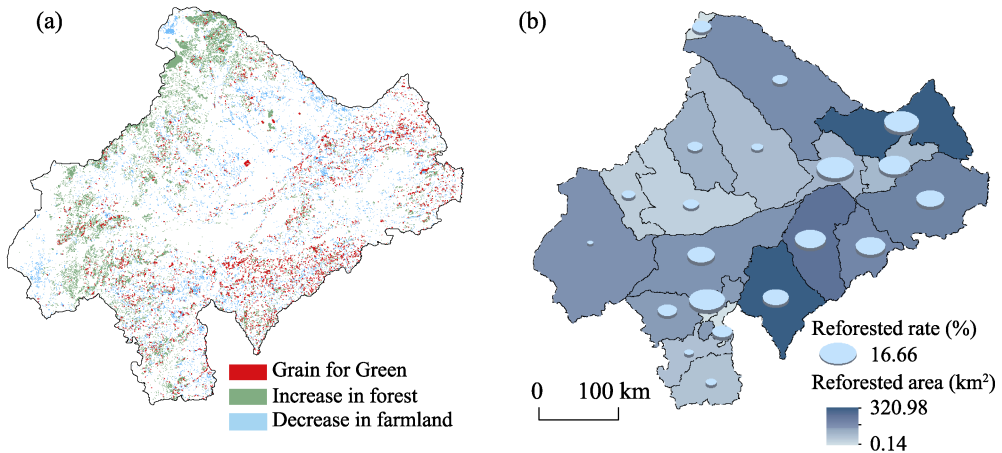 (a)
Grain for Green
Increase in forest
Decrease in farmland
(b)
0 100 km
Reforested rate (%)
16.66
Reforested area (km²)
320.98
0.14